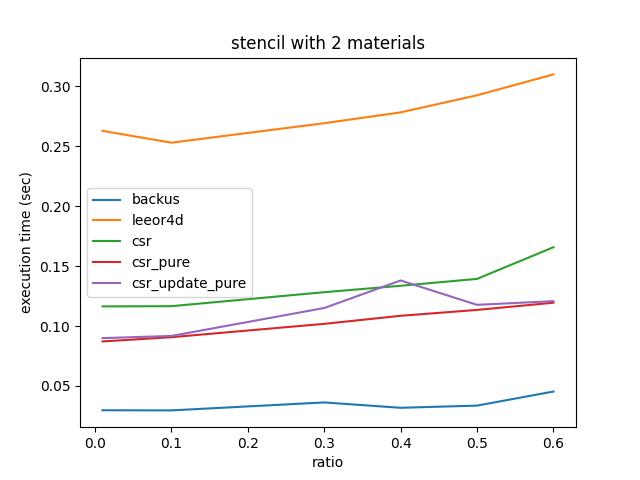 stencil with 2 materials
execution time (sec)
0.30
0.25
0.20
0.15
0.10
0.05
backus
leeor4d
csr
csr_pure
csr_update_pure
0.0 0.1 0.2 0.3 0.4 0.5 0.6
ratio